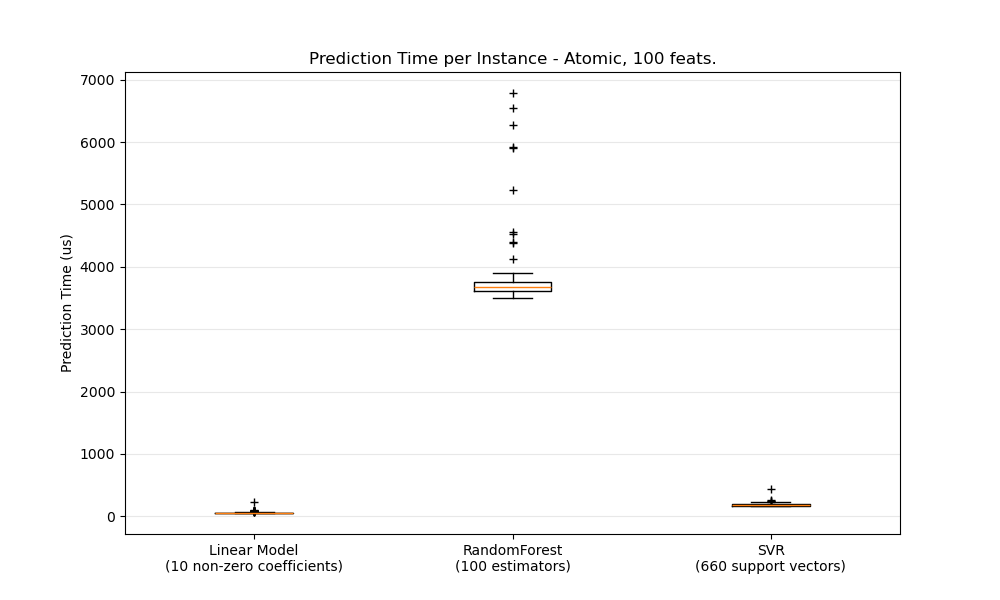 Prediction Time per Instance - Atomic, 100 feats.
7000
6000
5000
4000
3000
2000
1000
0
Prediction Time (us)
Linear Model
(10 non-zero coefficients)
RandomForest
(100 estimators)
SVR
(660 support vectors)